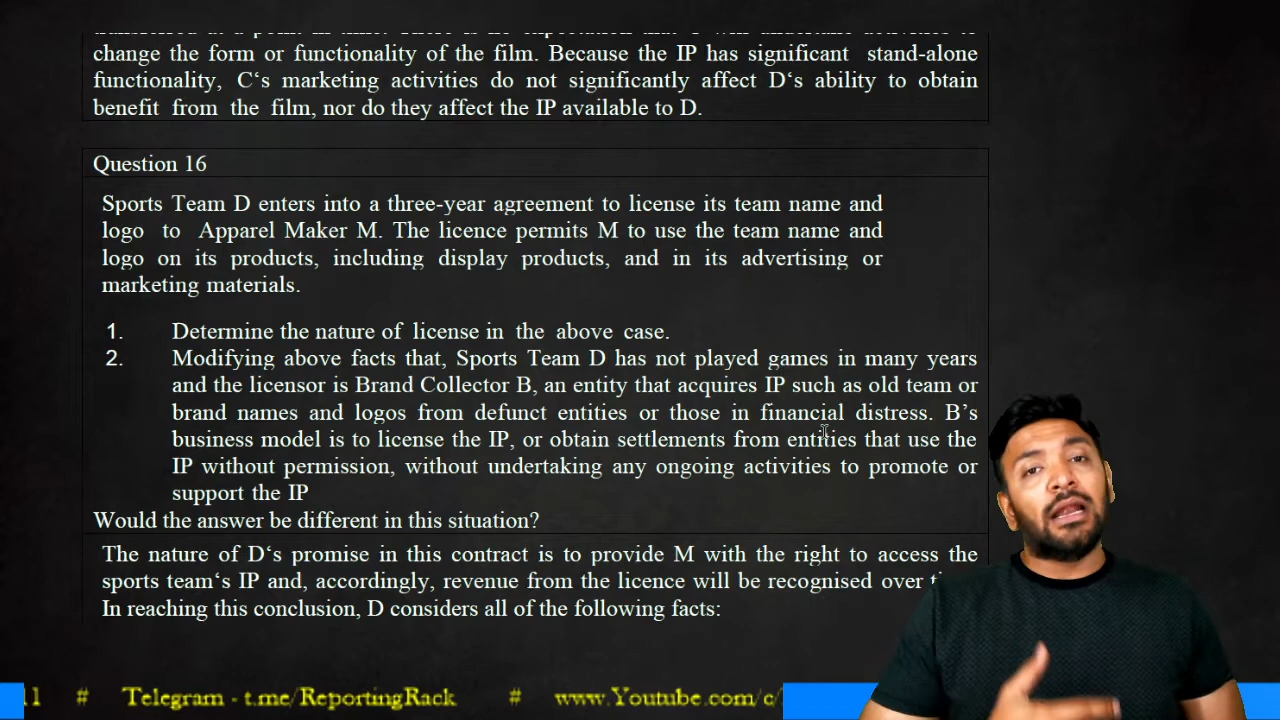 change the form or functionality of the film. Because the IP has significant stand-alone
functionality, C‘s marketing activities do not significantly affect D‘s ability to obtain
benefit from the film, nor do they affect the IP available to D.
Question 16
Sports Team D enters into a three-year agreement to license its team name and
logo to Apparel Maker M. The licence permits M to use the team name and
logo on its products, including display products, and in its advertising or
marketing materials.
1. Determine the nature of license in the above case.
2. Modifying above facts that, Sports Team D has not played games in many years
and the licensor is Brand Collector B, an entity that acquires IP such as old team or
brand names and logos from defunct entities or those in financial distress. B’s
business model is to license the IP, or obtain settlements from entities that use the
IP without permission, without undertaking any ongoing activities to promote or
support the IP
Would the answer be different in this situation?
The nature of D‘s promise in this contract is to provide M with the right to access the
sports team‘s IP and, accordingly, revenue from the licence will be recognised over
In reaching this conclusion, D considers all of the following facts:
# Telegram - t.me/ReportingRack # www.Youtube.com/c/